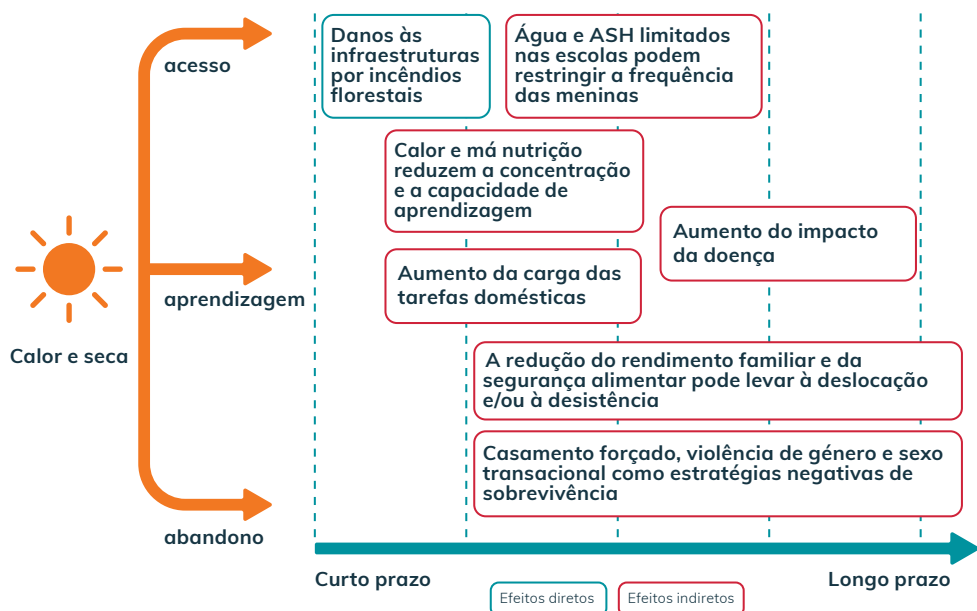 acesso
Danos às
infraestruturas
por incêndios
florestais
Água e ASH limitados
nas escolas podem
restringir a frequência
das meninas
Calor e má nutrição
reduzem a concentração
e a capacidade de
aprendizagem
Aumento do impacto
da doença
Aumento da carga das
tarefas domésticas
aprendizagem
Calor e seca
A redução do rendimento familiar e da
segurança alimentar pode levar à deslocação
e/ou à desistência
Casamento forçado, violência de género e sexo
transacional como estratégias negativas de
sobrevivência
abandono
Curto prazo
Longo prazo
Efeitos diretos
Efeitos indiretos